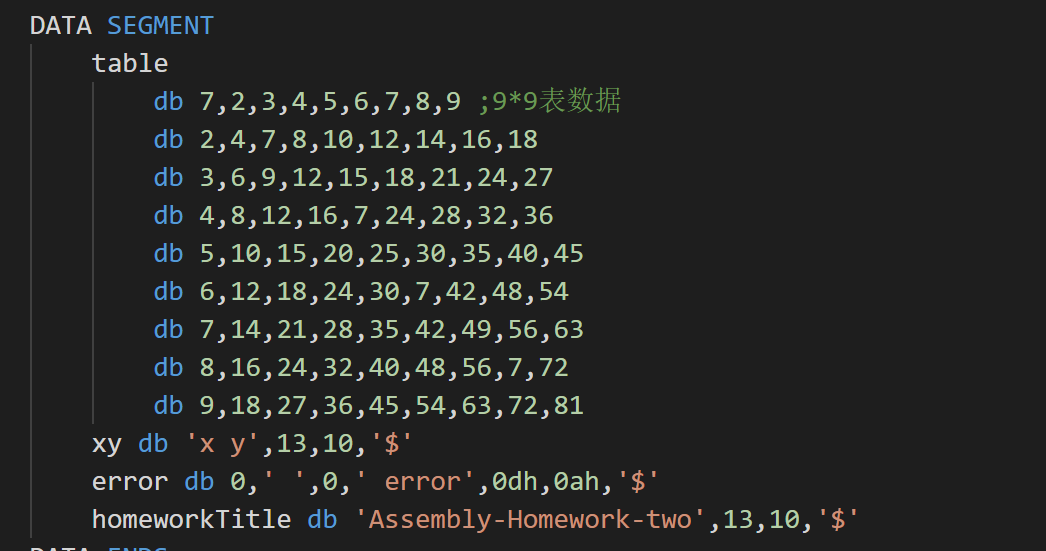 DATA SEGMENT
table
db 7,2,3,4,5,6,7,8,9 ;9*9表数据
db 2,4,7,8,10,12,14,16,18
db 3,6,9,12,15,18,21,24,27
db 4,8,12,16,7,24,28,32,36
db 5,10,15,20,25,30,35,40,45
db 6,12,18,24,30,7,42,48,54
db 7,14,21,28,35,42,49,56,63
db 8,16,24,32,40,48,56,7,72
db 9,18,27,36,45,54,63,72,81
xy db 'x y',13,10,'$'
error db 0,' ',0,' error',0dh,0ah,'$'
homeworkTitle db 'Assembly-Homework-two',13,10,'$'
DATA ENDS